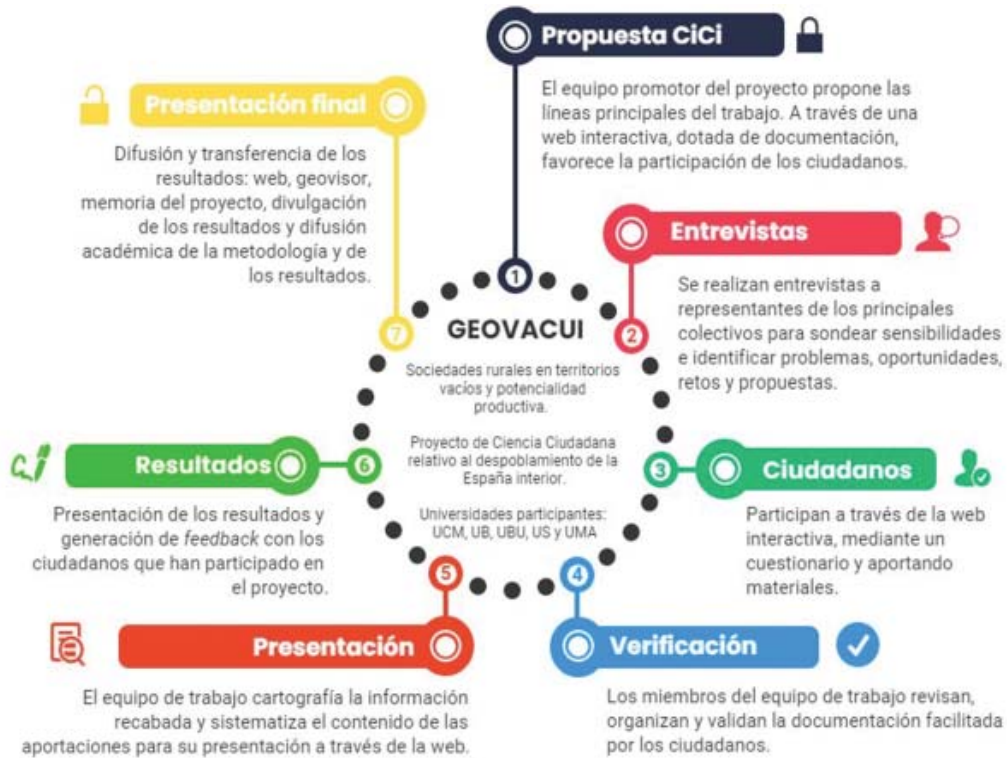 Propuesta CiCi
El equipo promotor del proyecto propone las
líneas principales del trabajo. A través de una
web interactiva, dotada de documentación,
favorece la participación de los ciudadanos.
Entrevistas
Se realizan entrevistas a
representantes de los principales
colectivos para sondear sensibilidades
e identificar problemas, oportunidades,
retos y propuestas.
Ciudadanos
Participan a través de la web
interactiva, mediante un
cuestionario y aportando
materiales.
Verificación
Los miembros del equipo de trabajo revisan,
organizan y validan la documentación facilitada
por los ciudadanos.
Presentación
El equipo de trabajo cartografía la información
recabada y sistematiza el contenido de las
aportaciones para su presentación a través de la web.
Resultados
Presentación de los resultados y
generación de feedback con los
ciudadanos que han participado en
el proyecto.
Presentación final
Difusión y transferencia de los
resultados: web, geovisor,
memoria del proyecto, divulgación
de los resultados y difusión
académica de la metodología y de
los resultados.
1
2
3
4
5
6
7
GEOVACUI
Sociedades rurales en territorios
vacíos y potencialidad
productiva.
Proyecto de Ciencia Ciudadana
relativo al despoblamiento de la
España interior.
Universidades participantes:
UCM, UB, UBU, US y UMA